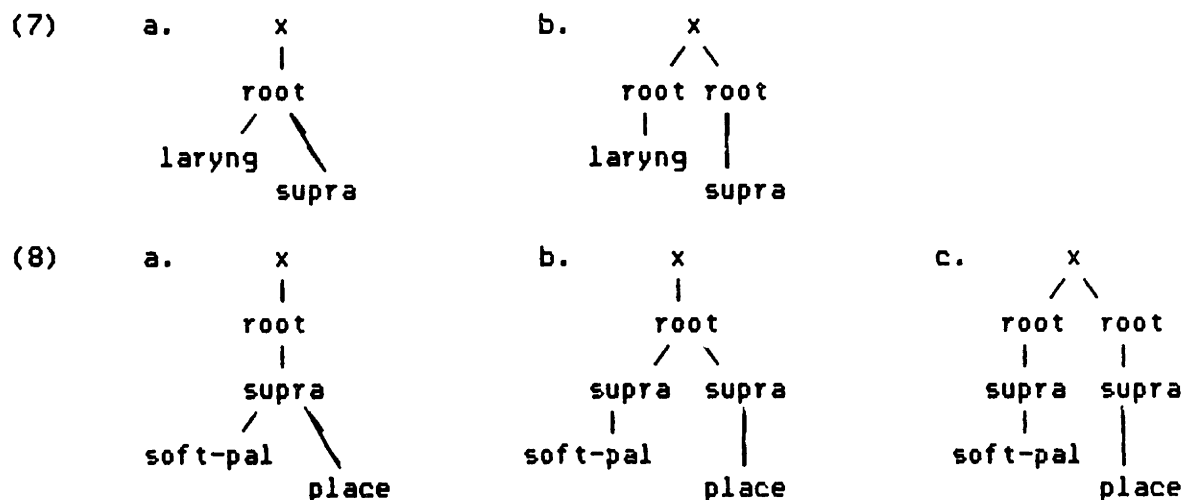 (7) a. x b. x
root root root
laryng laryng
supra supra
(8) a. x b. x c. x
root root root root
supra supra supra supra supra
soft-pal soft-pal soft-pal
place place place